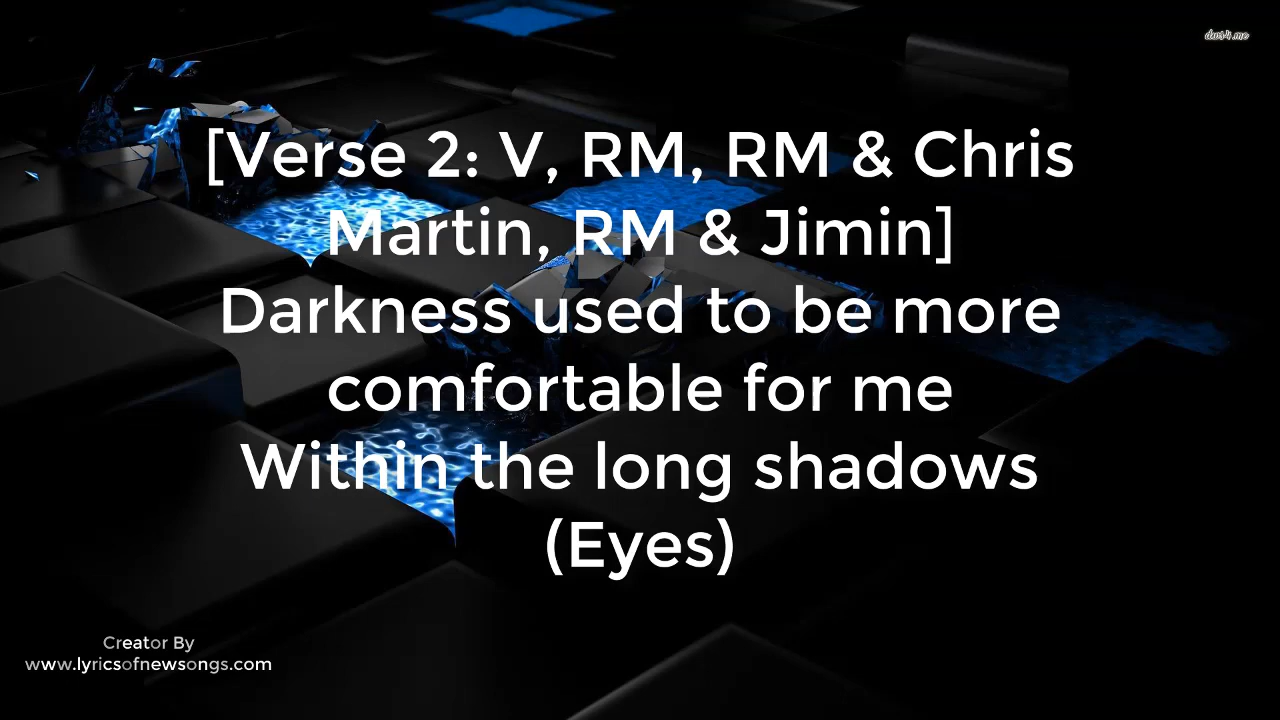 [Verse 2: V, RM, RM & Chris
Martin, RM & Jimin]
Darkness used to be more
comfortable for me
Within the long shadows
(Eyes)
Creator By
www.lyricsofnewsongs.com